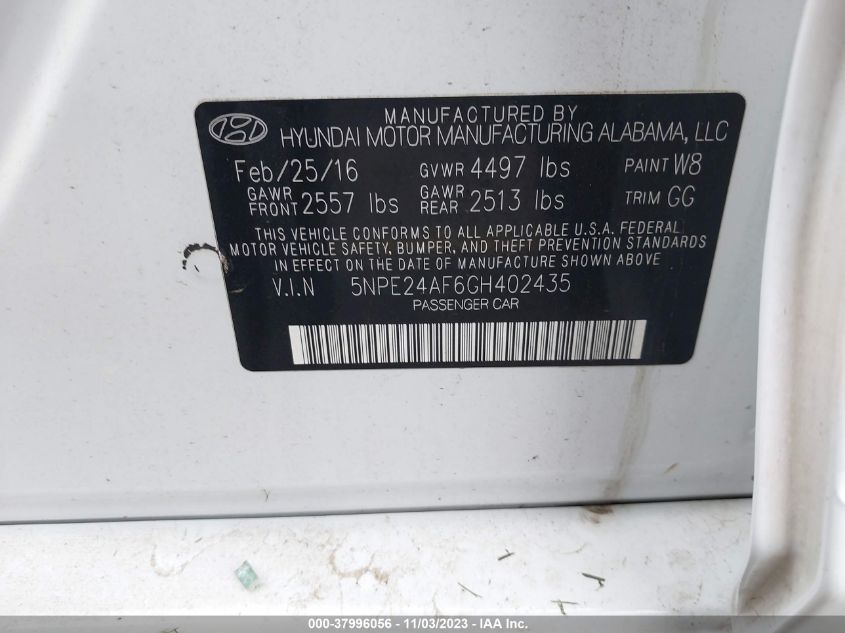 MANUFACTURED BY
HYUNDAI MOTOR MANUFACTURING ALABAMA, LLC
Feb/25/16 GVWR 4497 lbs PAINT W8
GAWR FRONT 2557 lbs GAWR REAR 2513 lbs TRIM GG
THIS VEHICLE CONFORMS TO ALL APPLICABLE U.S.A. FEDERAL
MOTOR VEHICLE SAFETY, BUMPER, AND THEFT PREVENTION STANDARDS
IN EFFECT ON THE DATE OF MANUFACTURE SHOWN ABOVE.
V.I.N 5NPE24AF6GH402435
PASSENGER CAR
000-37996056 - 11/03/2023 - IAA Inc.